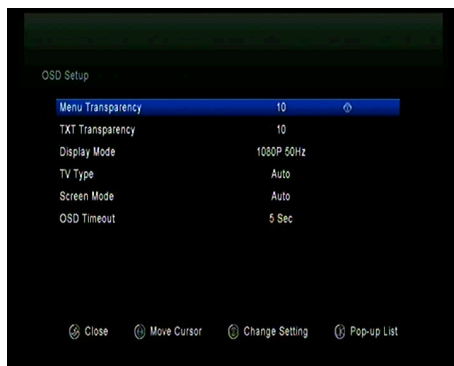 OSD Setup
Menu Transparency 10
TXT Transparency 10
Display Mode 1080P 50Hz
TV Type Auto
Screen Mode Auto
OSD Timeout 5 Sec
Close Move Cursor Change Setting Pop-up List